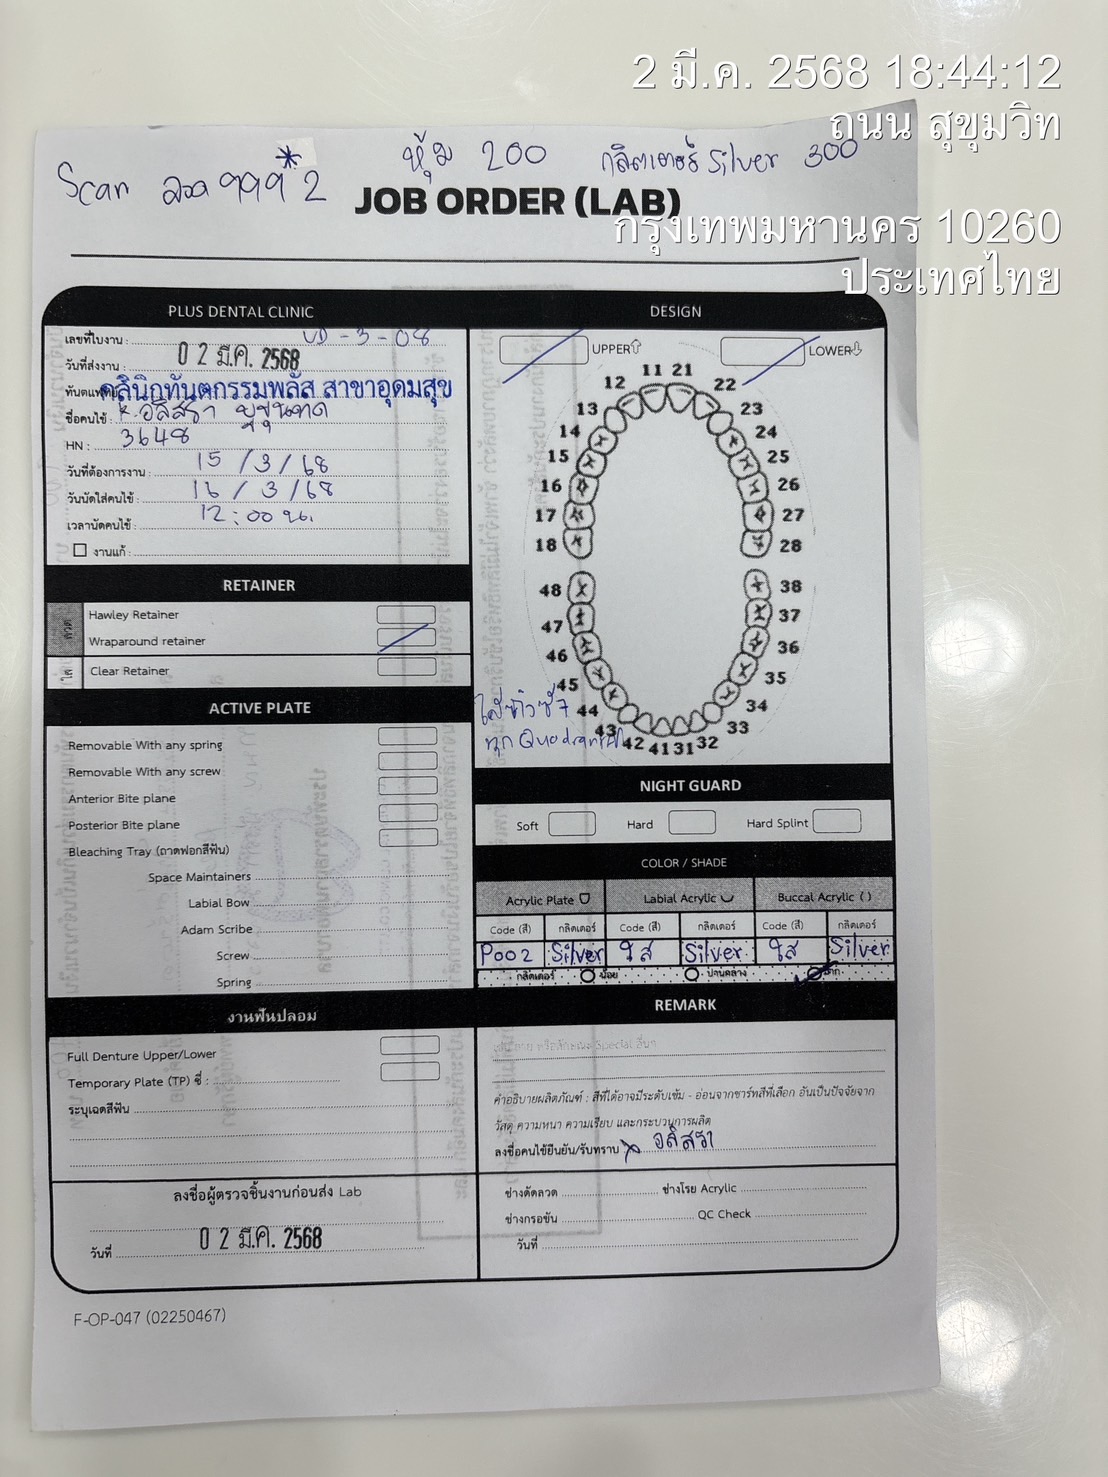 2 มี.ค. 2568 18:44:12
ถนน สุขุมวิท
กรุงเทพมหานคร 10260
ประเทศไทย
Scan ลวด 999*2 หุ้ม 200 กลิตเตอร์ Silver 300
JOB ORDER (LAB)
PLUS DENTAL CLINIC
เลขที่ใบงาน : UD-3-08
วันที่ส่งงาน : 02 มี.ค. 2568
ทันตแพทย์ คลินิกทันตกรรมพลัส สาขาอุดมสุข
ชื่อคนไข้ : K. อลิสรา
HN : 3648
วันที่ต้องการงาน : 15/3/68
วันนัดใส่คนไข้ : 16/3/68
เวลานัดคนไข้ : 12:00 น.
งานแก้ :
RETAINER
ลวด
Hawley Retainer
Wraparound retainer
ใส
Clear Retainer
ACTIVE PLATE
Removable With any spring
Removable With any screw
Anterior Bite plane
Posterior Bite plane
Bleaching Tray (ถาดฟอกสีฟัน)
Space Maintainers
Labial Bow
Adam Scribe
Screw
Spring
งานฟันปลอม
Full Denture Upper/Lower
Temporary Plate (TP) ซี่ :
ระบุเฉดสีฟัน
ลงชื่อผู้ตรวจชิ้นงานก่อนส่ง Lab
วันที่ 02 มี.ค. 2568
F-OP-047 (02250467)
DESIGN
UPPER LOWER
11 21
12 22
13 23
14 24
15 25
16 26
17 27
18 28
48 38
47 37
46 36
45 35
44 34
43 33
42 41 31 32
ซี่ 7
ทุก Quadrant
NIGHT GUARD
Soft Hard Hard Splint
COLOR / SHADE
Acrylic Plate Labial Acrylic Buccal Acrylic ( )
Code (สี) กลิตเตอร์ Code (สี) กลิตเตอร์ Code (สี) กลิตเตอร์
P002 Silver ใส Silver ใส Silver
กลิตเตอร์ น้อย ปานกลาง มาก
REMARK
หรือลักษณะ Special อื่นๆ
คำอธิบายผลิตภัณฑ์ : สีที่ได้อาจมีระดับเข้ม - อ่อนจากชาร์ทสีที่เลือก อันเป็นปัจจัยจาก
วัสดุ ความหนา ความเรียบ และกระบวนการผลิต
ลงชื่อคนไข้ยืนยัน/รับทราบ x อลิสรา
ช่างดัดลวด ช่างโรย Acrylic
ช่างกรอขัน QC Check
วันที่